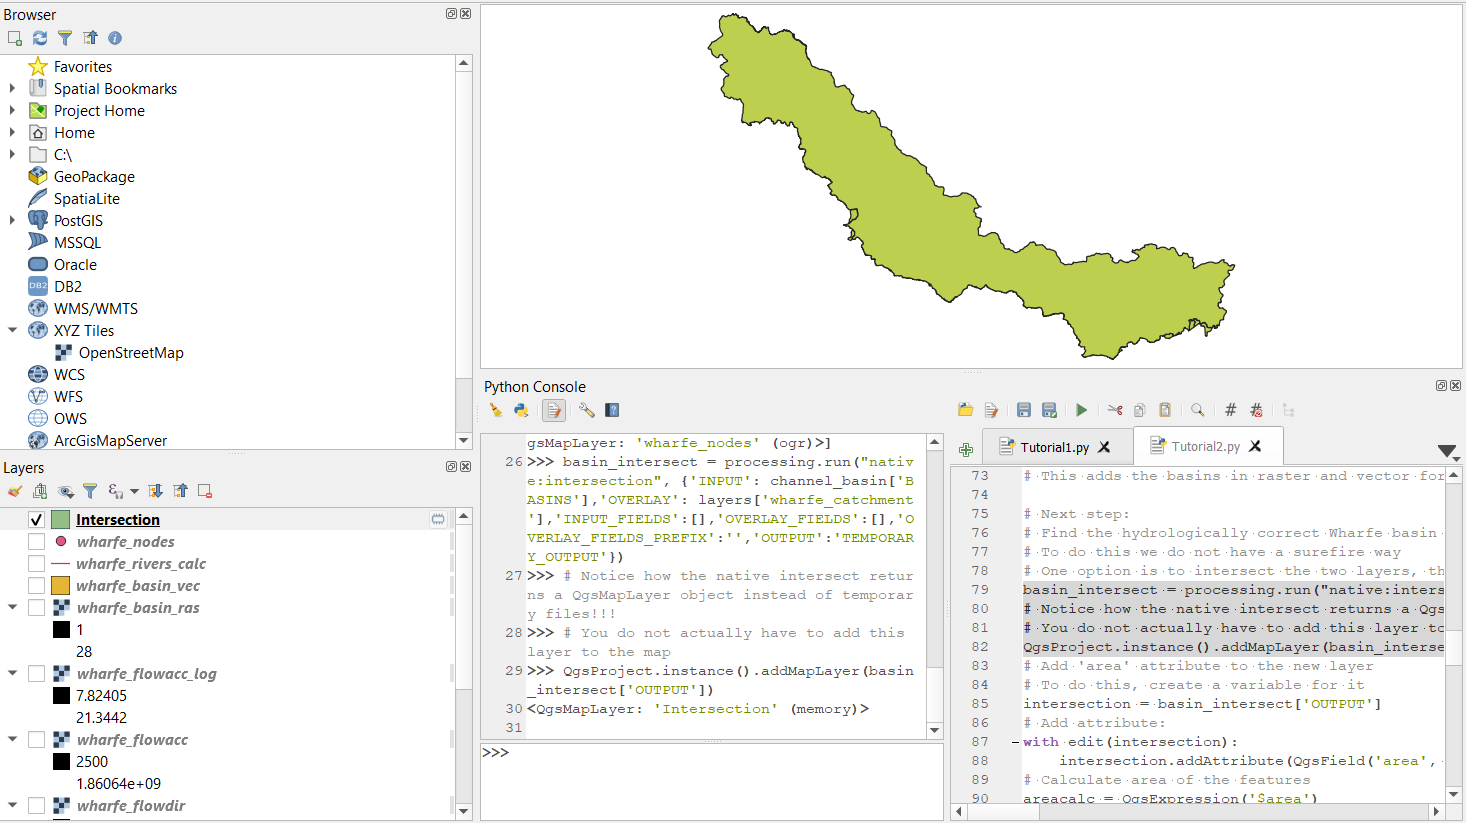 Browser
Favorites
Spatial Bookmarks
Project Home
Home
C:\
GeoPackage
SpatiaLite
PostGIS
MSSQL
Oracle
DB2 DB2
WMS/WMTS
XYZ Tiles
OpenStreetMap
WCS
WFS
OWS
ArcGisMapServer
Layers
Intersection
wharfe_nodes
wharfe_rivers_calc
wharfe_basin_vec
wharfe_basin_ras
1
28
wharfe_flowacc_log
7.82405
21.3442
wharfe_flowacc
2500
1.86064e+09
wharfe_flowdir
Python Console
gsMapLayer: 'wharfe_nodes' (ogr)>]
26 >>> basin_intersect = processing.run("nativ
e:intersection", {'INPUT': channel_basin['B
ASINS'],'OVERLAY': layers['wharfe_catchment
'],'INPUT_FIELDS':[],'OVERLAY_FIELDS':[],'O
VERLAY_FIELDS_PREFIX':'','OUTPUT':'TEMPORAR
Y_OUTPUT'})
27 >>> # Notice how the native intersect retur
ns a QgsMapLayer object instead of temporar
y files!!!
28 >>> # You do not actually have to add this
layer to the map
29 >>> QgsProject.instance().addMapLayer(basin
_intersect['OUTPUT'])
30 <QgsMapLayer: 'Intersection' (memory)>
31
>>>
Tutorial1.py
Tutorial2.py
73 # This adds the basins in raster and vector for
74
75 # Next step:
76 # Find the hydrologically correct Wharfe basin
77 # To do this we do not have a surefire way
78 # One option is to intersect the two layers, th
79 basin_intersect = processing.run("native:inters
80 # Notice how the native intersect returns a Qgs
81 # You do not actually have to add this layer to
82 QgsProject.instance().addMapLayer(basin_interse
83 # Add 'area' attribute to the new layer
84 # To do this, create a variable for it
85 intersection = basin_intersect['OUTPUT']
86 # Add attribute:
87 with edit(intersection):
88 intersection.addAttribute(QgsField('area',
89 # Calculate area of the features
90 areacalc = QgsExpression('$area')